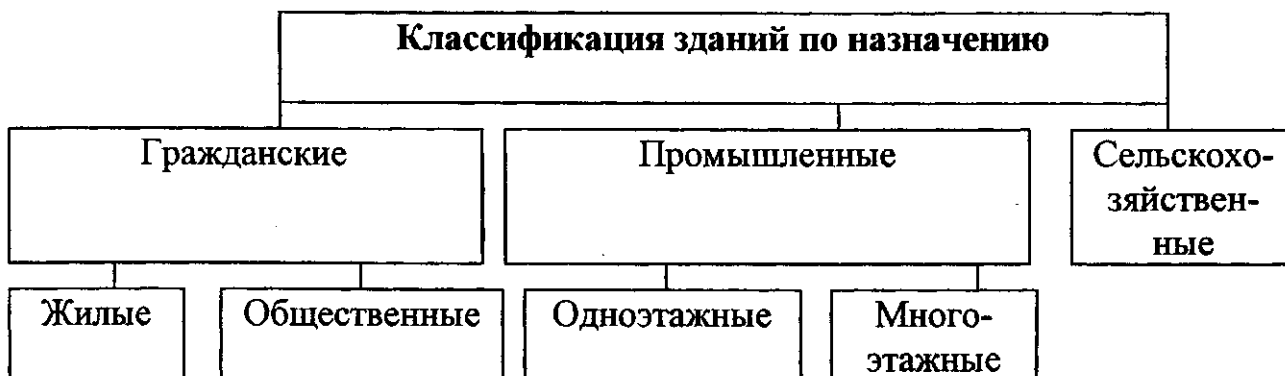 Классификация зданий по назначению
Гражданские
Промышленные
Сельскохо-
зяйствен-
ные
Жилые
Общественные
Одноэтажные
Много-
этажные